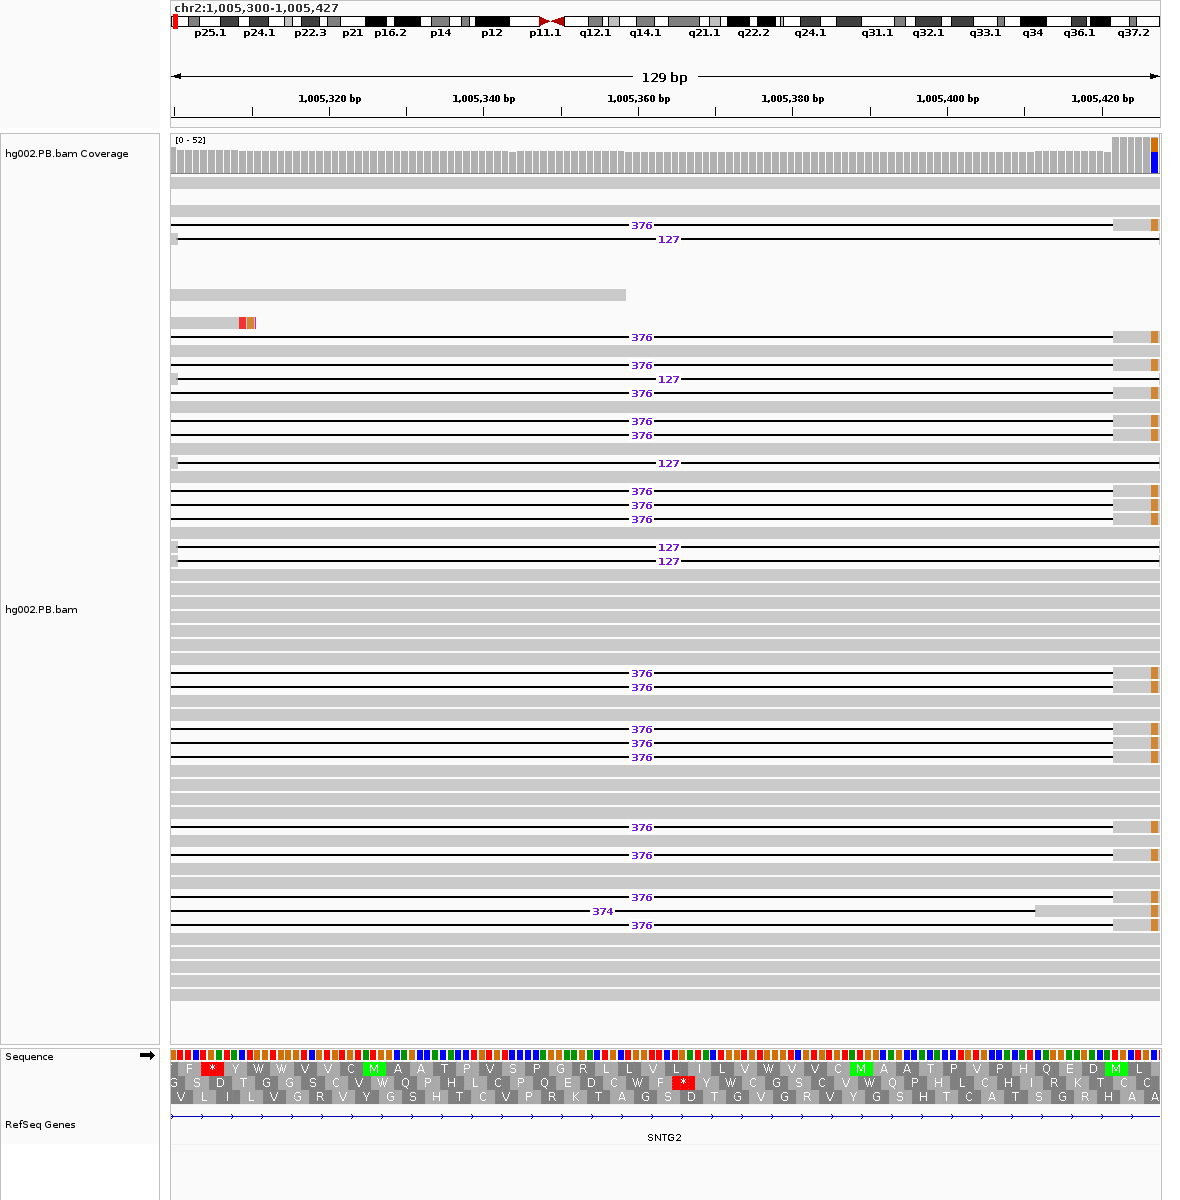 chr2:1,005,300-1,005,427
p25.1 p24.1 p22.3 p21 p16.2 p14 p12 p11.1 q12.1 q14.1 q21.1 q22.2 q24.1 q31.1 q32.1 q33.1 q34 q36.1 q37.2
129 bp
1,005,320 bp 1,005,340 bp 1,005,360 bp 1,005,380 bp 1,005,400 bp 1,005,420 bp
[0 - 52]
hg002.PB.bam Coverage
376
127
376
376
127
376
376
376
127
376
376
376
127
127
hg002.PB.bam
376
376
376
376
376
376
376
376
374
376
Sequence
F * Y W W V V C M A A T P V S P G R L L V L I L V W V V C M A A T P V P H Q E D M L
G S D T G G S C V W Q P H L C P Q E D C W F * Y W C G S C V W Q P H L C H I R K T C C
V L I L V G R V Y G S H T C V P R K T A G S D T G V G R V Y G S H T C A T S G R H A A
RefSeq Genes
SNTG2